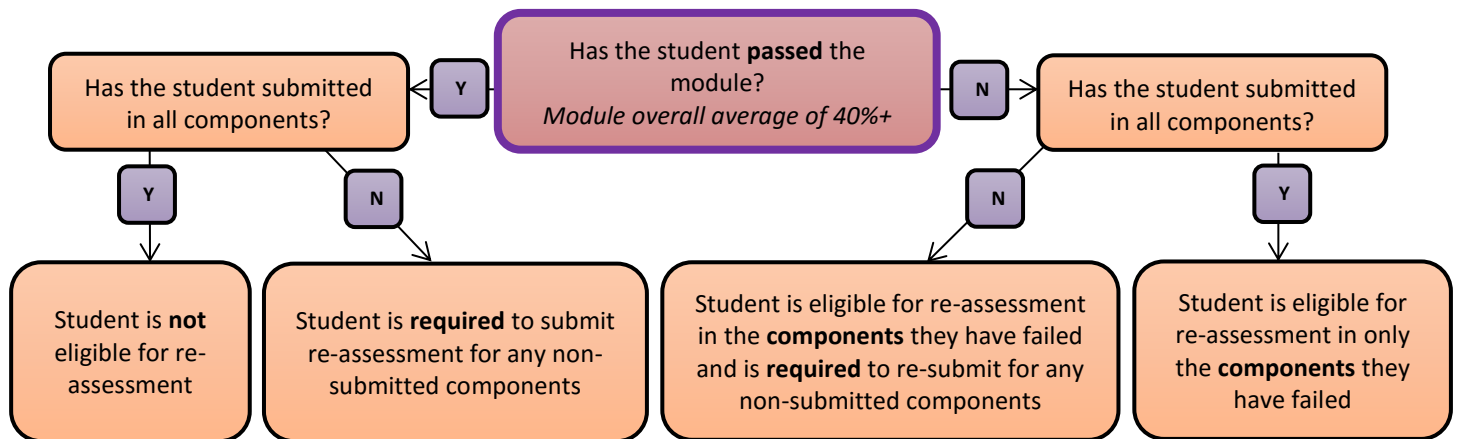 Has the student passed the
module?
Module overall average of 40%+
Y
N
Has the student submitted
in all components?
Has the student submitted
in all components?
Y
N
N
Y
Student is not
eligible for re-
assessment
Student is required to submit
re-assessment for any non-
submitted components
Student is eligible for re-assessment
in the components they have failed
and is required to re-submit for any
non-submitted components
Student is eligible for
re-assessment in only
the components they
have failed